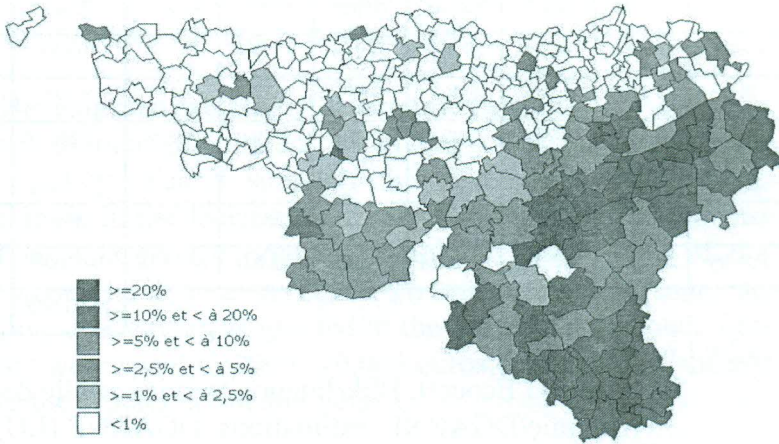 >=20%
>=10% et < à 20%
>=5% et < à 10%
>=2,5% et < à 5%
>=1% et < à 2,5%
<1%